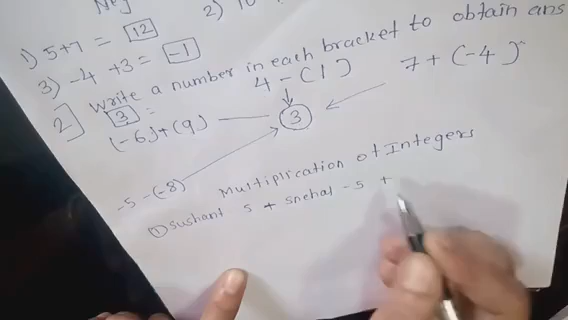 Neg
2) 10
1) 5+7 = 12
3) -4 +3 = -1
2] Write a number in each bracket to obtain ans
3 =
4 - (1)
7 + (-4)
(-6)+(9)
3
-5 - (-8)
Multiplication of Integers
① sushant 5 + snehal - 5 +